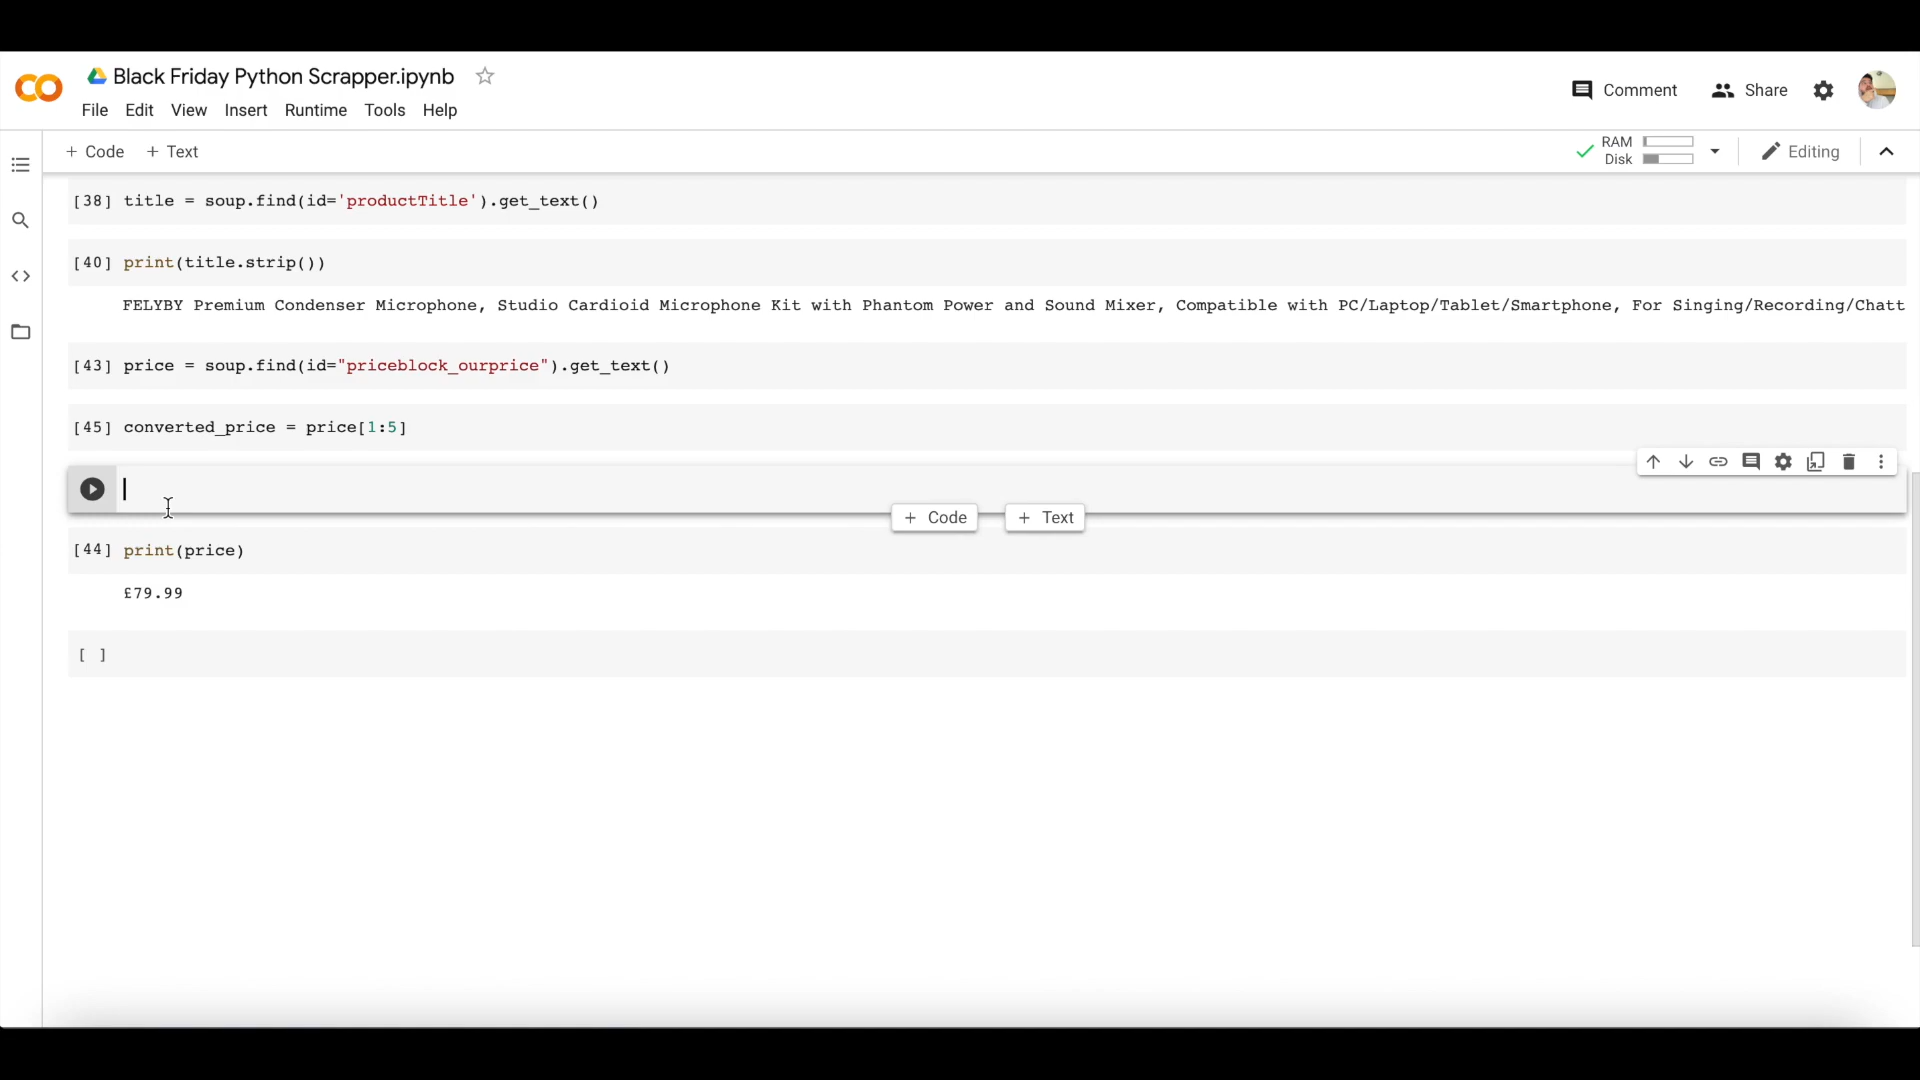 Black Friday Python Scrapper.ipynb
File Edit View Insert Runtime Tools Help
Comment Share
+ Code + Text
RAM
Disk
Editing
[38] title = soup.find(id='productTitle').get_text()
[40] print(title.strip())
FELYBY Premium Condenser Microphone, Studio Cardioid Microphone Kit with Phantom Power and Sound Mixer, Compatible with PC/Laptop/Tablet/Smartphone, For Singing/Recording/Chatt
[43] price = soup.find(id="priceblock_ourprice").get_text()
[45] converted_price = price[1:5]
+ Code + Text
[44] print(price)
£79.99
[ ]